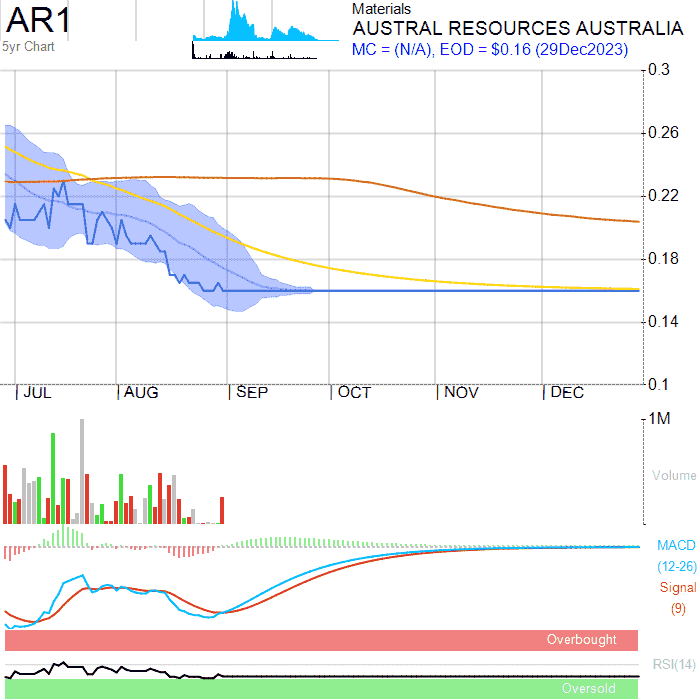 AR1
5yr Chart
Materials
AUSTRAL RESOURCES AUSTRALIA
MC = (N/A), EOD = $0.16 (29Dec2023)
0.3
0.26
0.22
0.18
0.14
0.1
JUL AUG SEP OCT NOV DEC
1M
Volume
MACD
(12-26)
Signal
(9)
Overbought
RSI(14)
Oversold